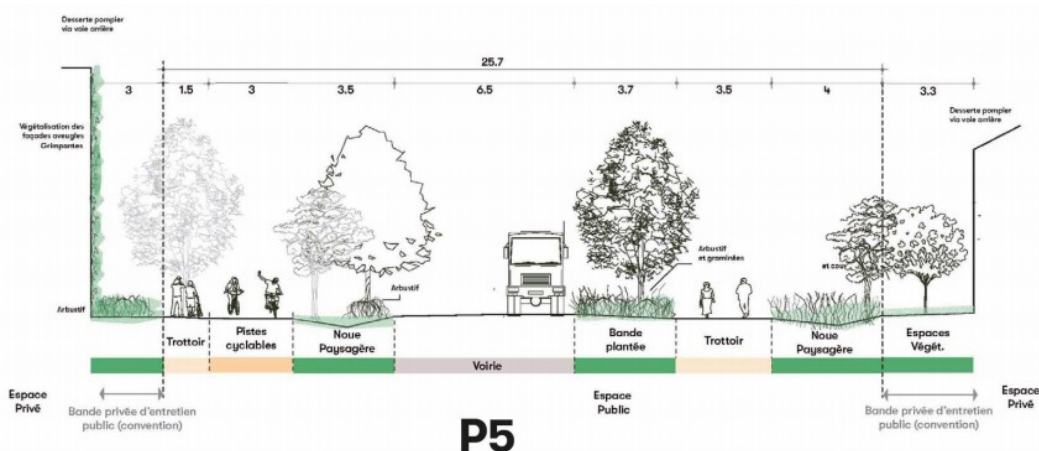 Desserte pompier
via voie arrière
25.7
3
1.5
3
3.5
6.5
3.7
3.5
4
3.3
Desserte pompier
via voie arrière
Végétalisation des
façades aveugles
Grimpantes
Arbustif
et graminées
et couv
Arbustif
Arbustif
Trottoir
Pistes
cyclables
Noue
Paysagère
Bande
plantée
Trottoir
Noue
Paysagère
Espaces
Végét.
Voirie
Espace
Privé
Bande privée d'entretien
public (convention)
Espace
Public
Bande privée d'entretien
public (convention)
Espace
Privé
P5